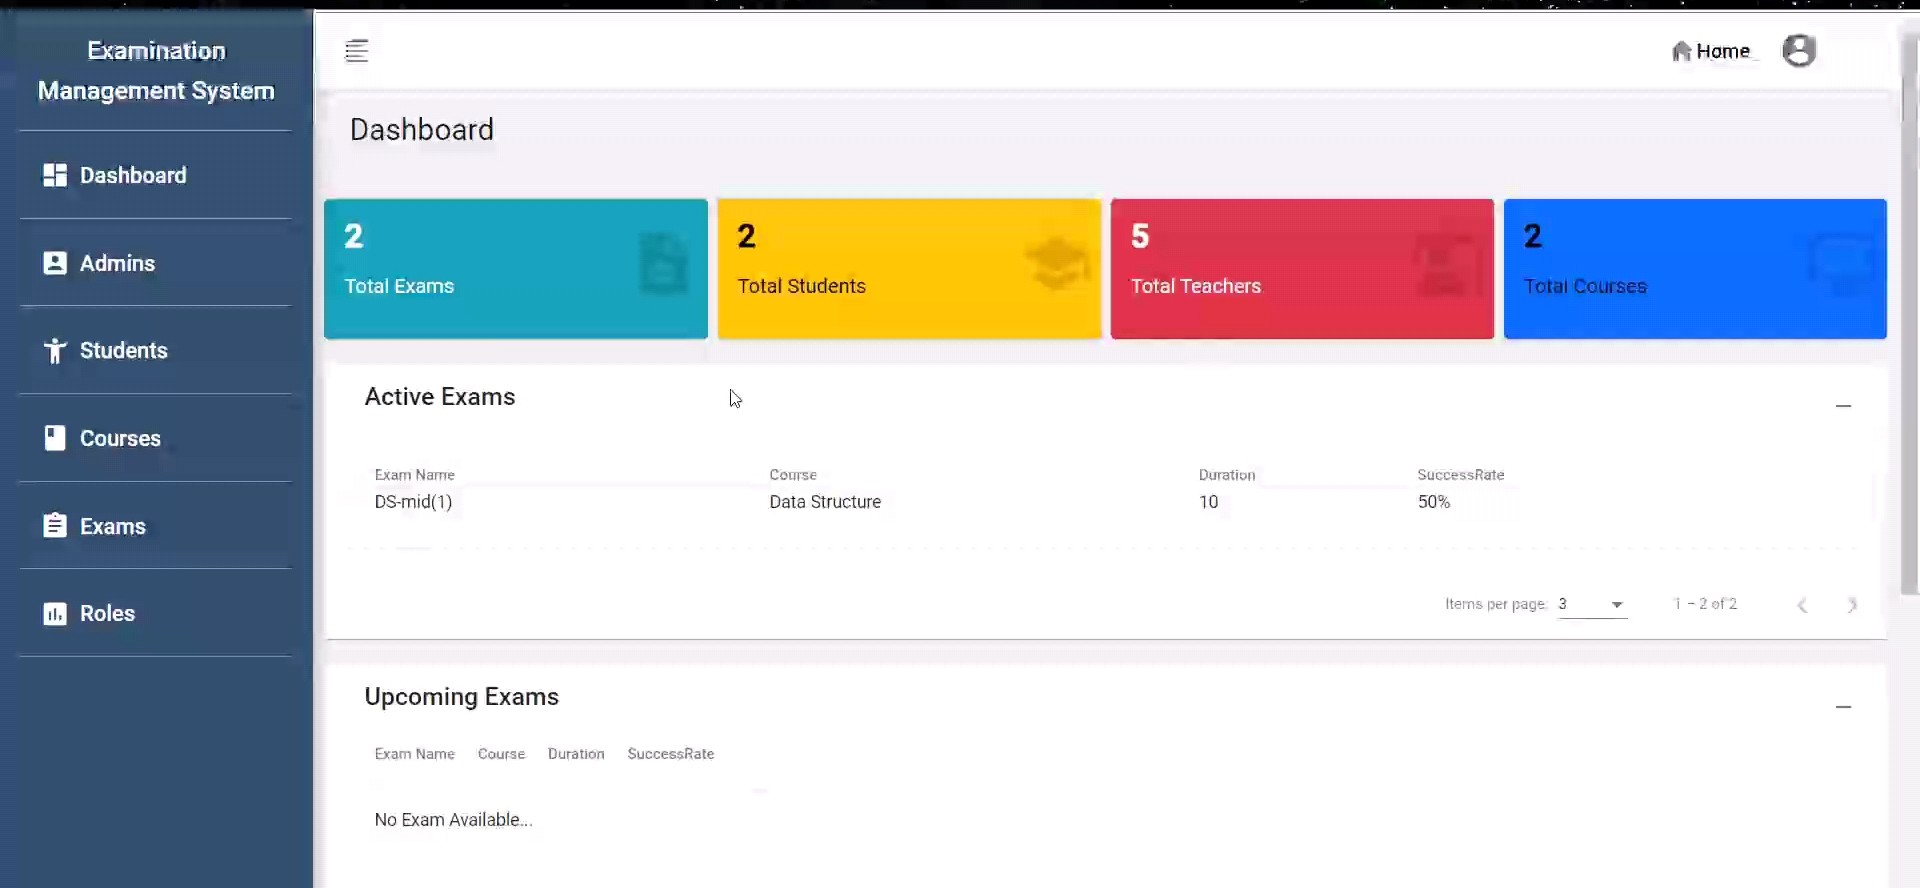 Examination
Management System
Home
Dashboard
Dashboard
Admins
Students
Courses
Exams
Roles
2
Total Exams
2
Total Students
5
Total Teachers
2
Total Courses
Active Exams
Exam Name Course Duration SuccessRate
DS-mid(1) Data Structure 10 50%
Items per page: 3 1 – 2 of 2
Upcoming Exams
Exam Name Course Duration SuccessRate
No Exam Available...